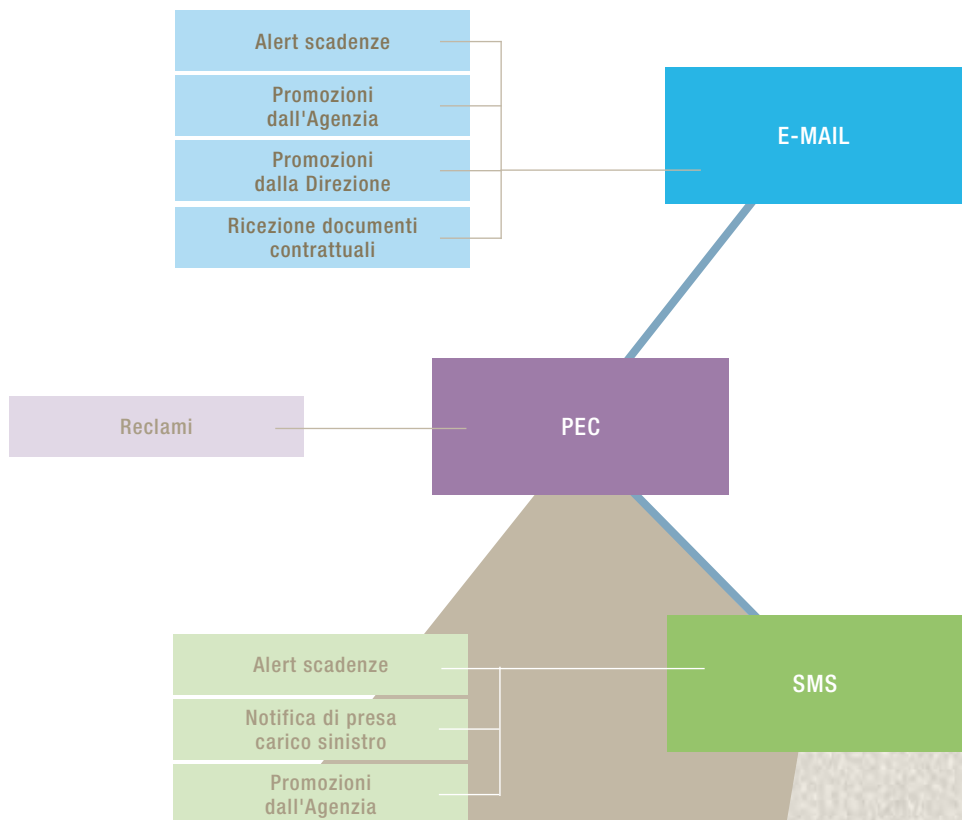 Alert scadenze
Promozioni
dall'Agenzia
Promozioni
dalla Direzione
Ricezione documenti
contrattuali
E-MAIL
Reclami
PEC
Alert scadenze
Notifica di presa
carico sinistro
Promozioni
dall'Agenzia
SMS